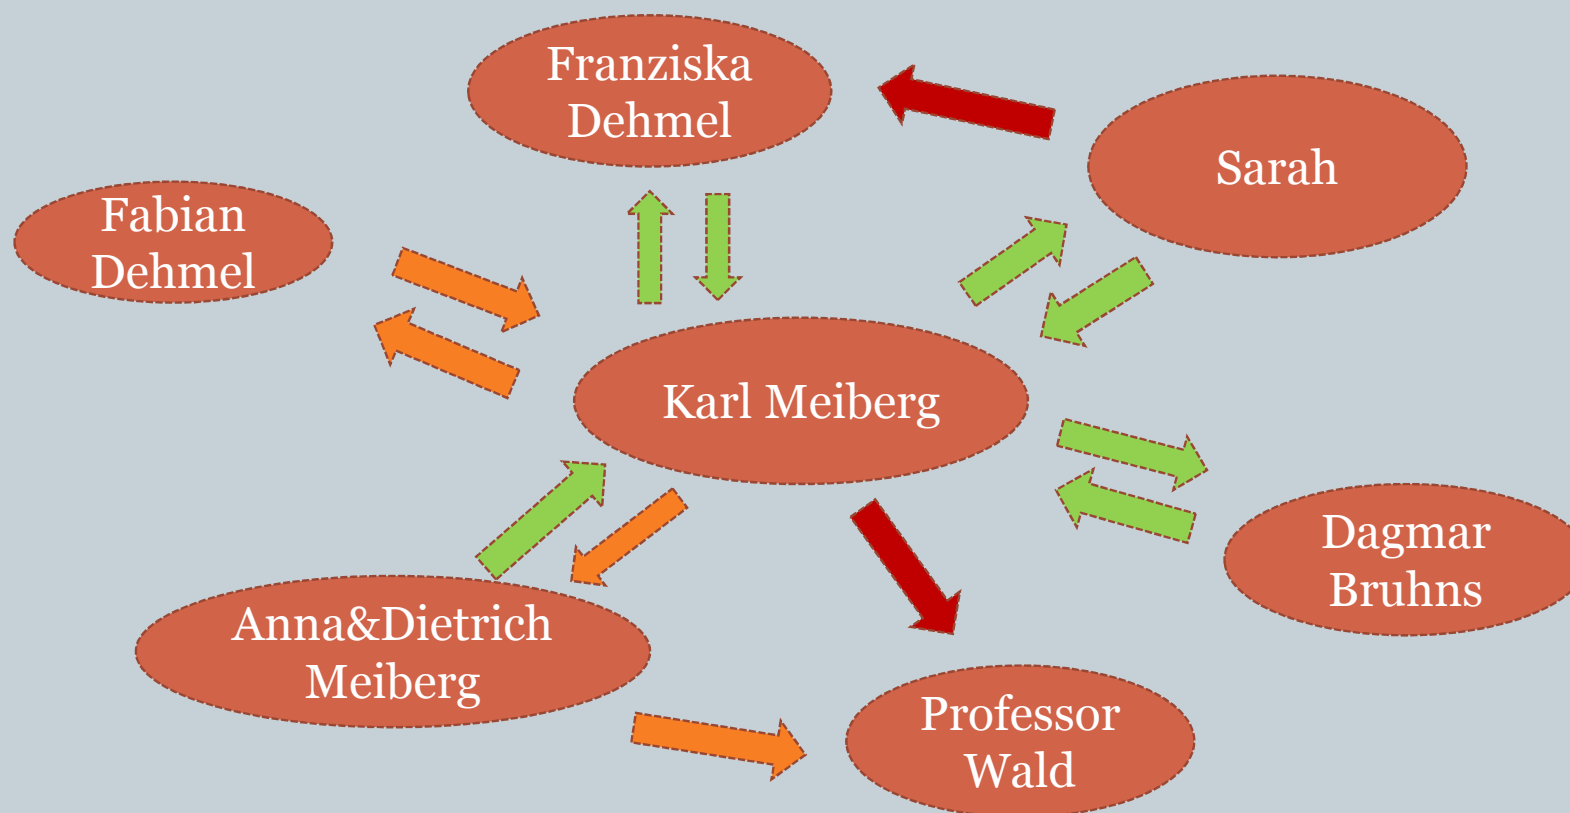 Franziska
Dehmel
Sarah
Fabian
Dehmel
Karl Meiberg
Dagmar
Bruhns
Anna&Dietrich
Meiberg
Professor
Wald